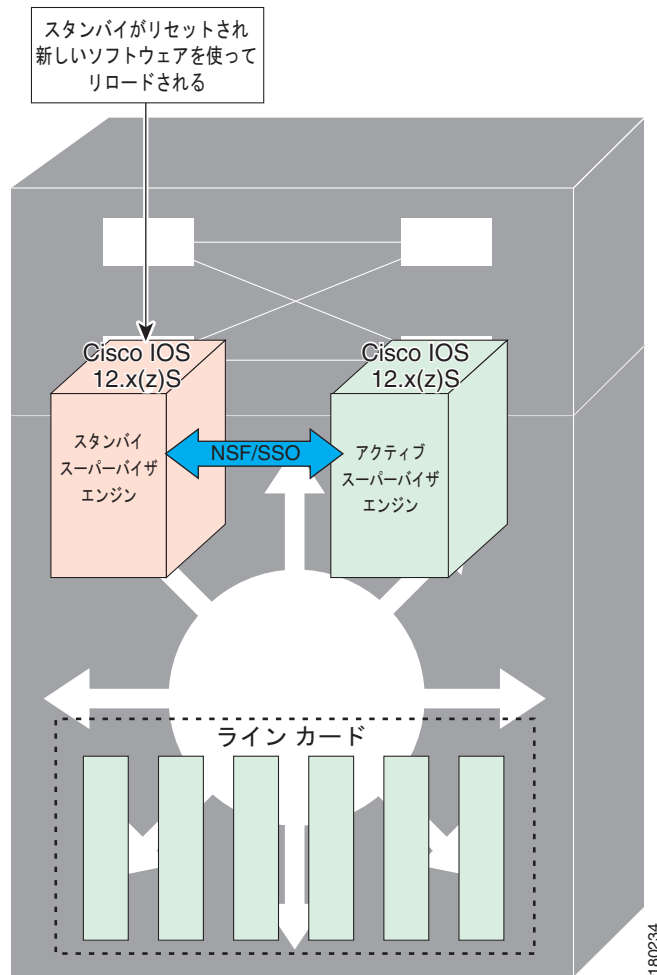 スタンバイがリセットされ
新しいソフトウェアを使って
リロードされる
Cisco IOS
12.x(z)S
Cisco IOS
12.x(z)S
スタンバイ
スーパーバイザ
エンジン
NSF/SSO
アクティブ
スーパーバイザ
エンジン
ライン カード
180234